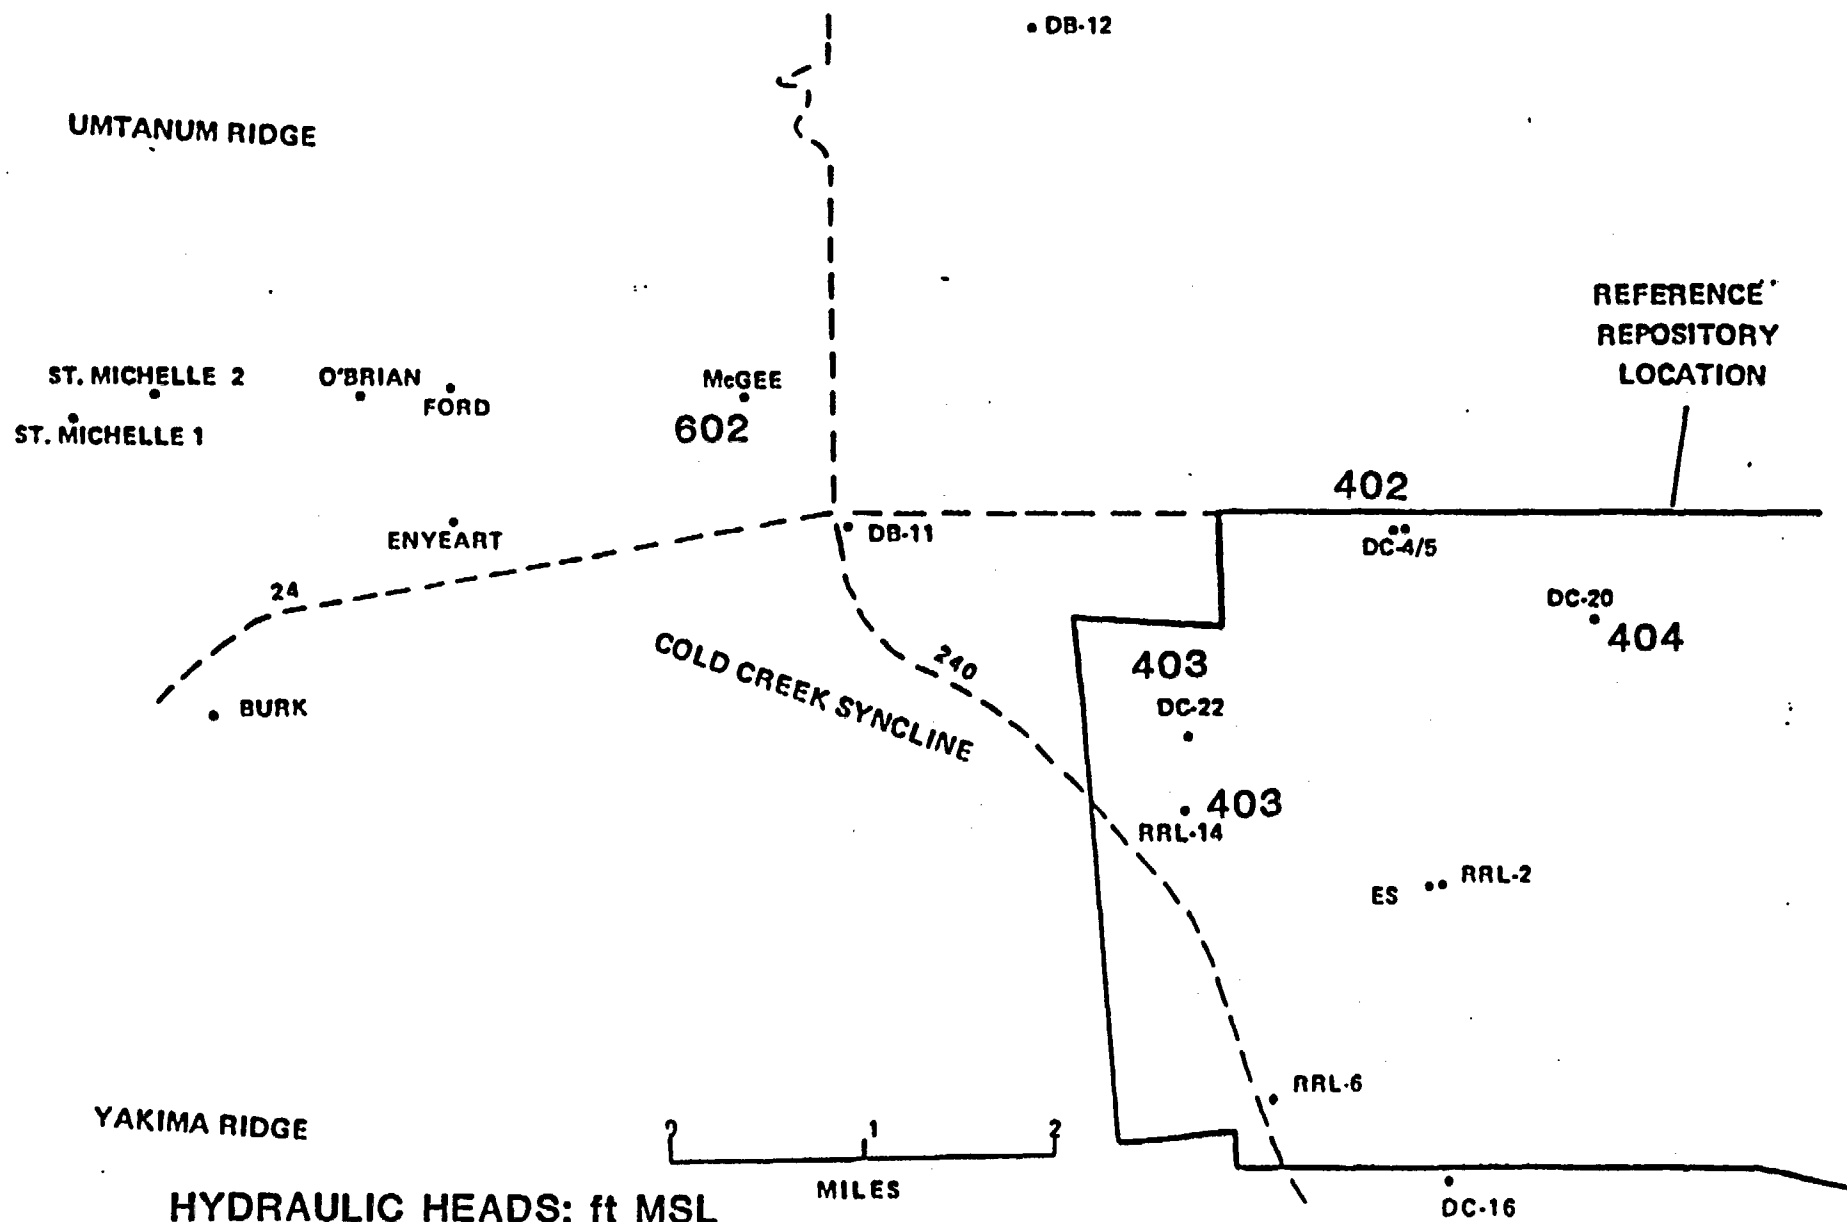 DB-12
UMTANUM RIDGE
REFERENCE
REPOSITORY
LOCATION
ST. MICHELLE 2
O'BRIAN
FORD
McGEE
602
ST. MICHELLE 1
402
ENYEART
DB-11
DC-4/5
24
DC-20
404
COLD CREEK SYNCLINE
240
403
DC-22
BURK
403
RRL-14
ES
RRL-2
RRL-6
YAKIMA RIDGE
0 1 2
MILES
HYDRAULIC HEADS: ft MSL
DC-16